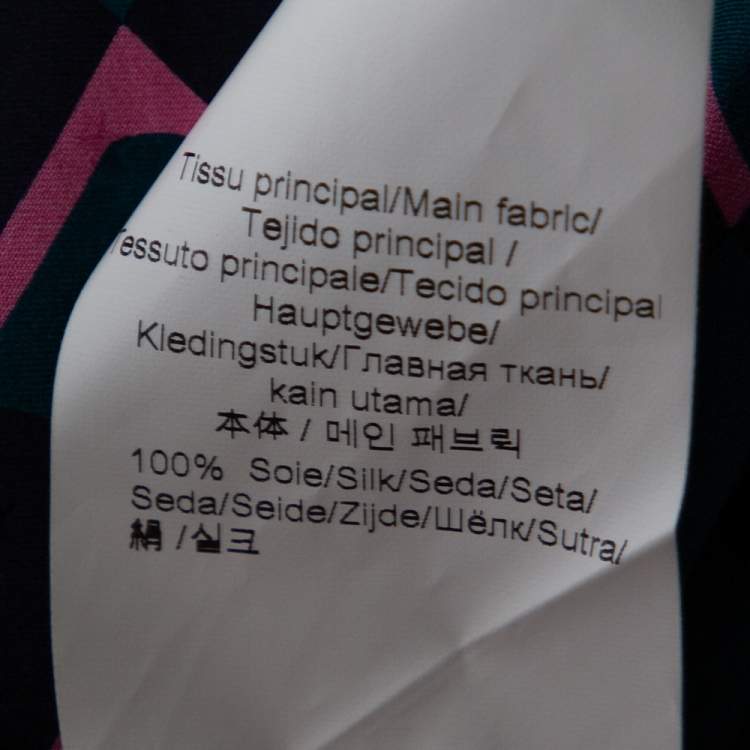 Tissu principal/Main fabric/
Tejido principal /
Tessuto principale/Tecido principal
Hauptgewebe/
Kledingstuk/Главная ткань/
kain utama/
本体 / 메인 패브릭
100% Soie/Silk/Seda/Seta/
Seda/Seide/Zijde/Шёлк/Sutra/
絹 /실크